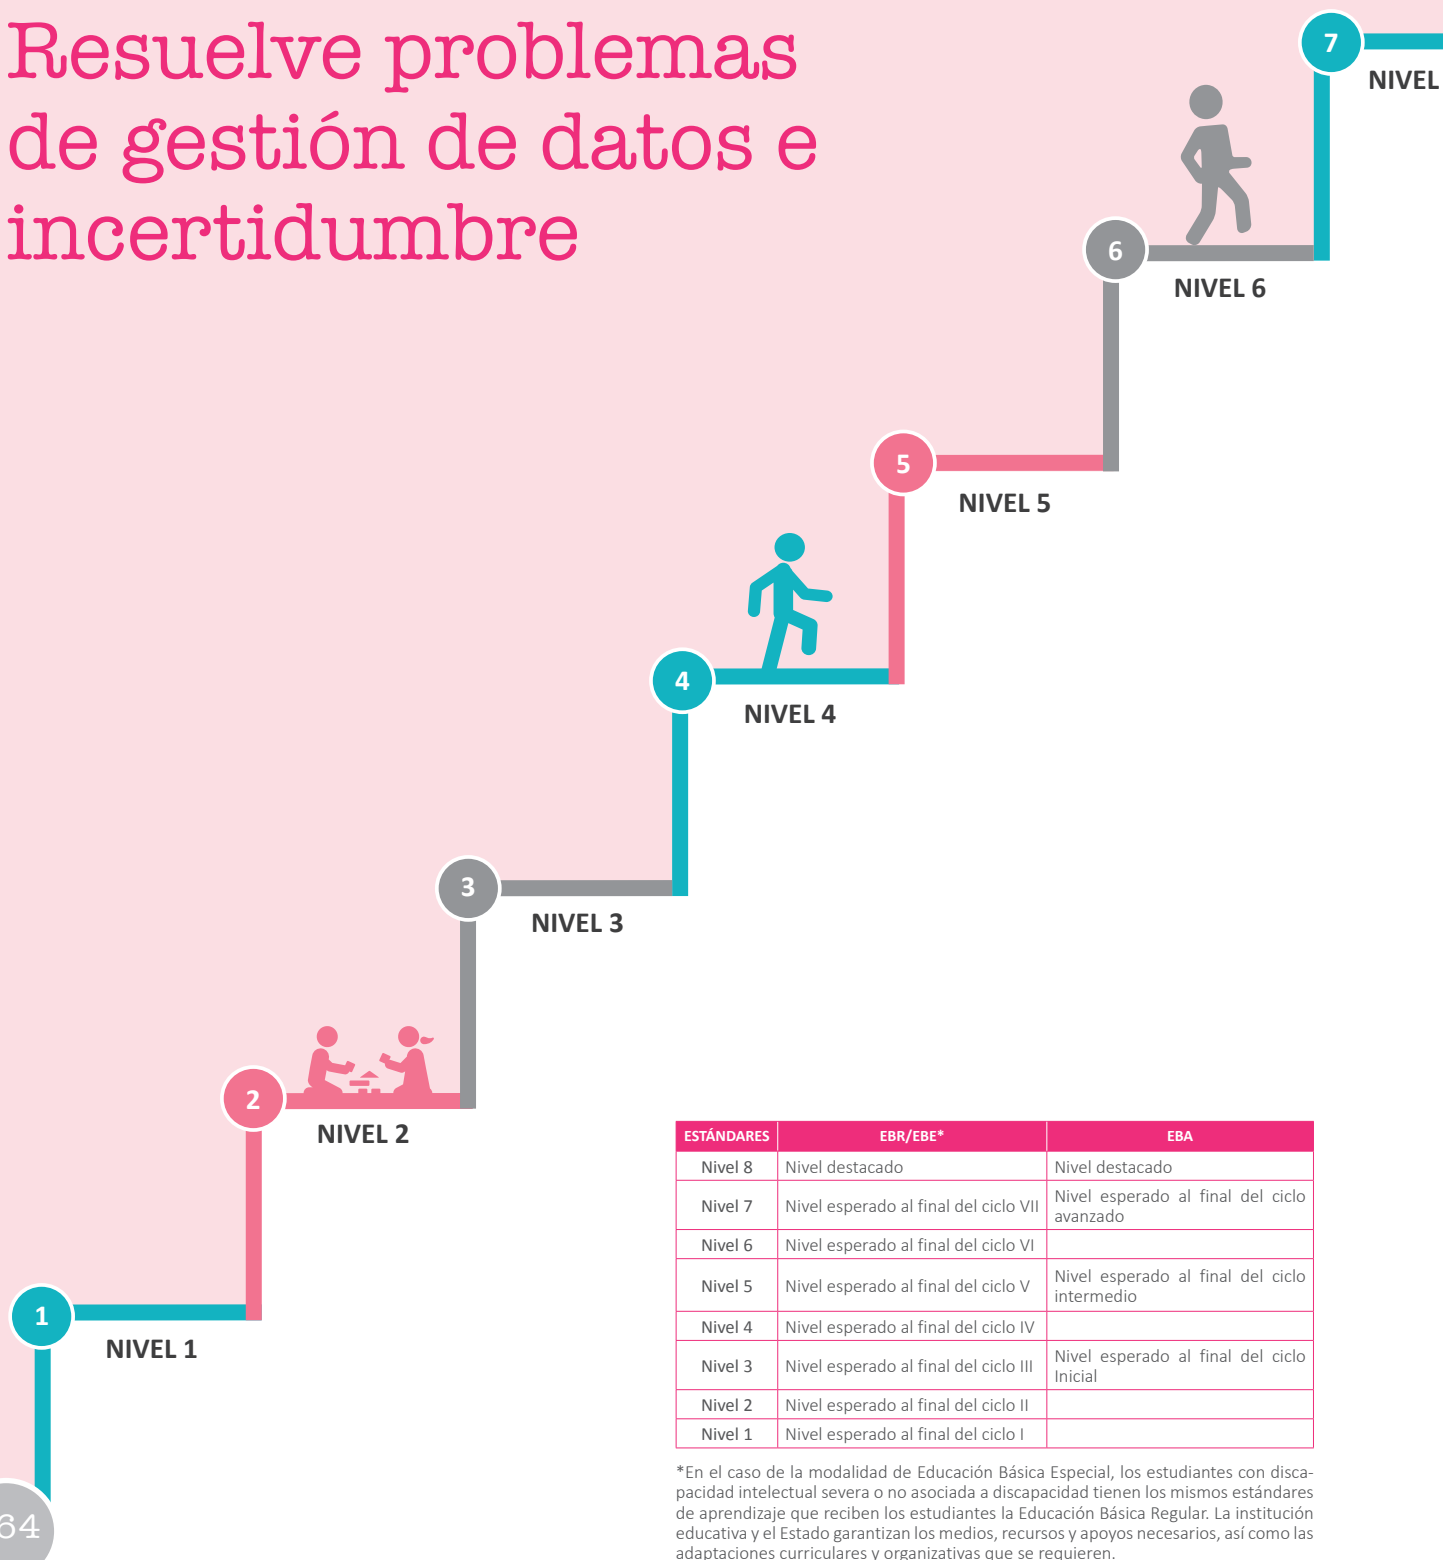 Resuelve problemas
de gestión de datos e
incertidumbre
7
NIVEL
6
NIVEL 6
5
NIVEL 5
4
NIVEL 4
3
NIVEL 3
2
NIVEL 2
1
NIVEL 1
ESTÁNDARES EBR/EBE* EBA
Nivel 8 Nivel destacado Nivel destacado
Nivel 7 Nivel esperado al final del ciclo VII Nivel esperado al final del ciclo
avanzado
Nivel 6 Nivel esperado al final del ciclo VI
Nivel 5 Nivel esperado al final del ciclo V Nivel esperado al final del ciclo
intermedio
Nivel 4 Nivel esperado al final del ciclo IV
Nivel 3 Nivel esperado al final del ciclo III Nivel esperado al final del ciclo
Inicial
Nivel 2 Nivel esperado al final del ciclo II
Nivel 1 Nivel esperado al final del ciclo I
*En el caso de la modalidad de Educación Básica Especial, los estudiantes con disca-
pacidad intelectual severa o no asociada a discapacidad tienen los mismos estándares
de aprendizaje que reciben los estudiantes la Educación Básica Regular. La institución
educativa y el Estado garantizan los medios, recursos y apoyos necesarios, así como las
adaptaciones curriculares y organizativas que se requieren.
64